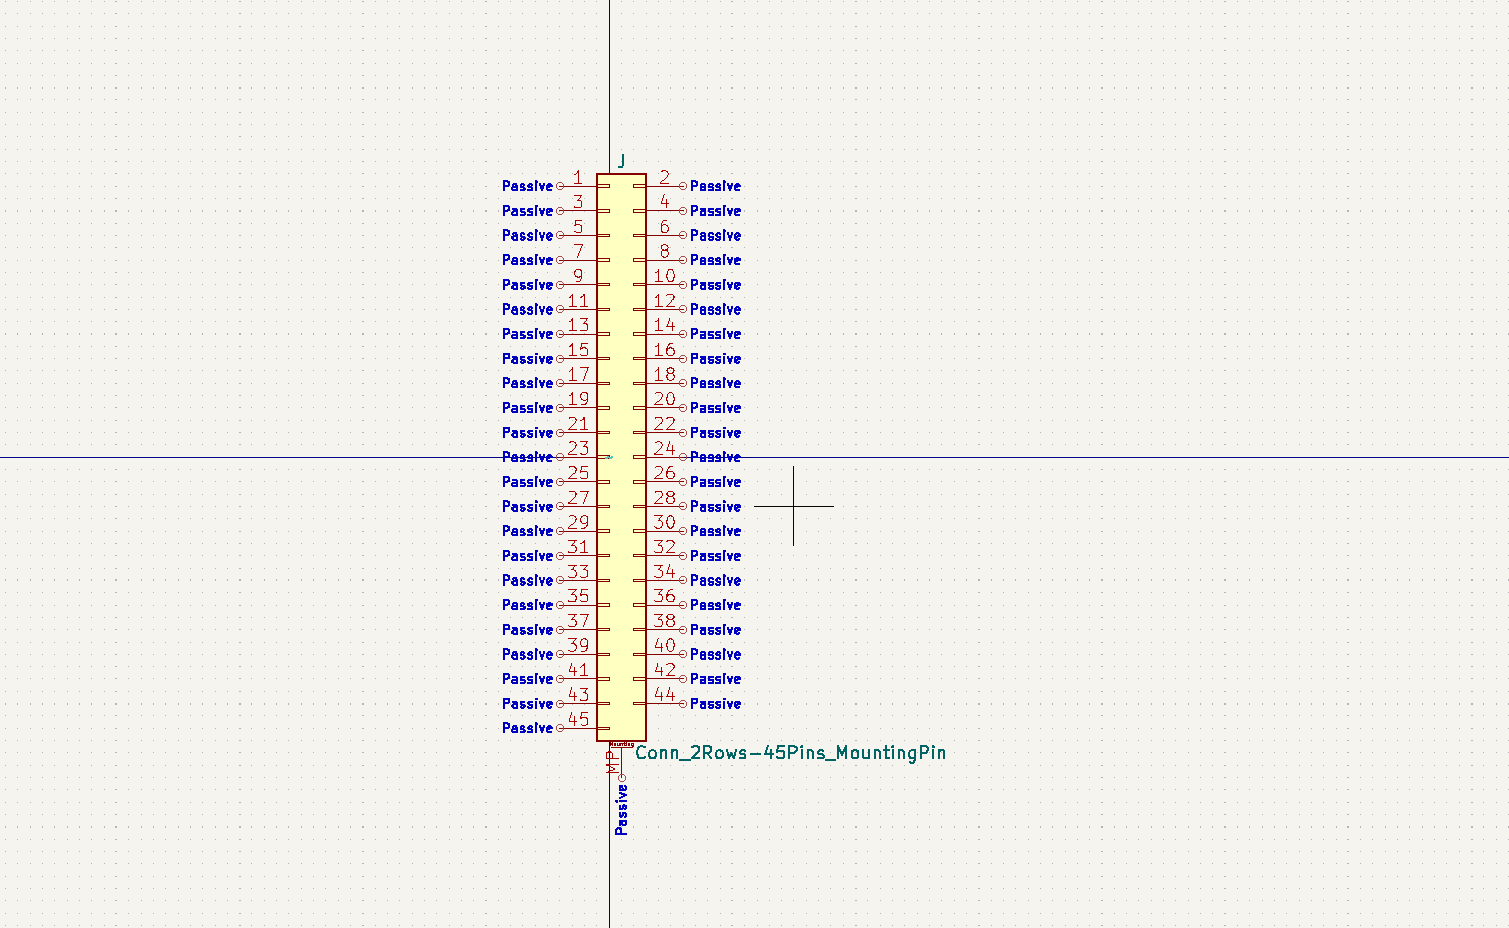 J
Passive 1 2 Passive
Passive 3 4 Passive
Passive 5 6 Passive
Passive 7 8 Passive
Passive 9 10 Passive
Passive 11 12 Passive
Passive 13 14 Passive
Passive 15 16 Passive
Passive 17 18 Passive
Passive 19 20 Passive
Passive 21 22 Passive
Passive 23 24 Passive
Passive 25 26 Passive
Passive 27 28 Passive
Passive 29 30 Passive
Passive 31 32 Passive
Passive 33 34 Passive
Passive 35 36 Passive
Passive 37 38 Passive
Passive 39 40 Passive
Passive 41 42 Passive
Passive 43 44 Passive
Passive 45
Mounting
Conn_2Rows-45Pins_MountingPin
MP
Passive